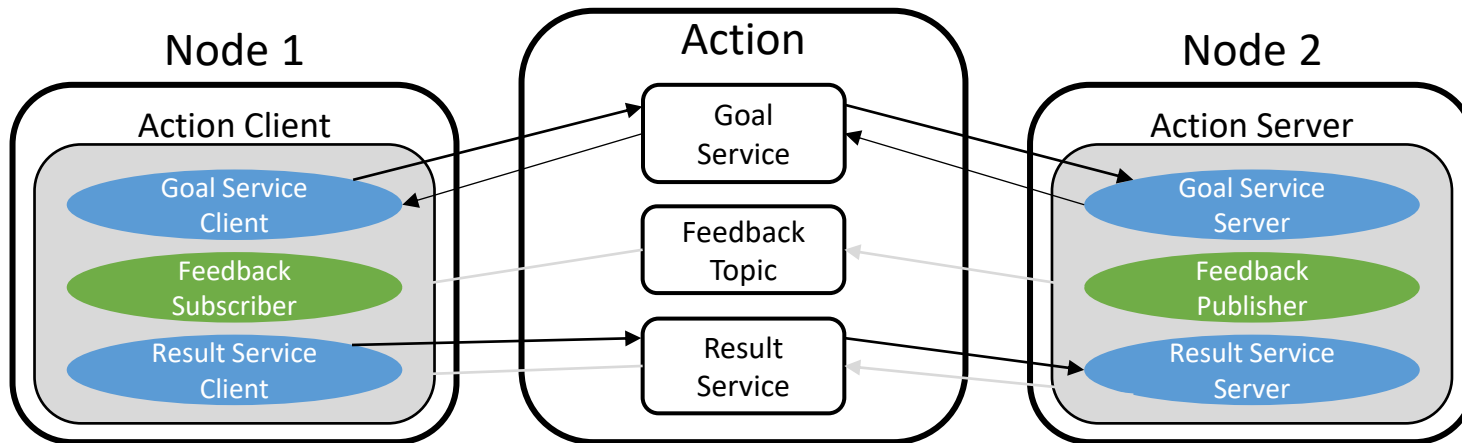 Node 1
Action Client
Goal Service
Client
Feedback
Subscriber
Result Service
Client
Action
Goal
Service
Feedback
Topic
Result
Service
Node 2
Action Server
Goal Service
Server
Feedback
Publisher
Result Service
Server